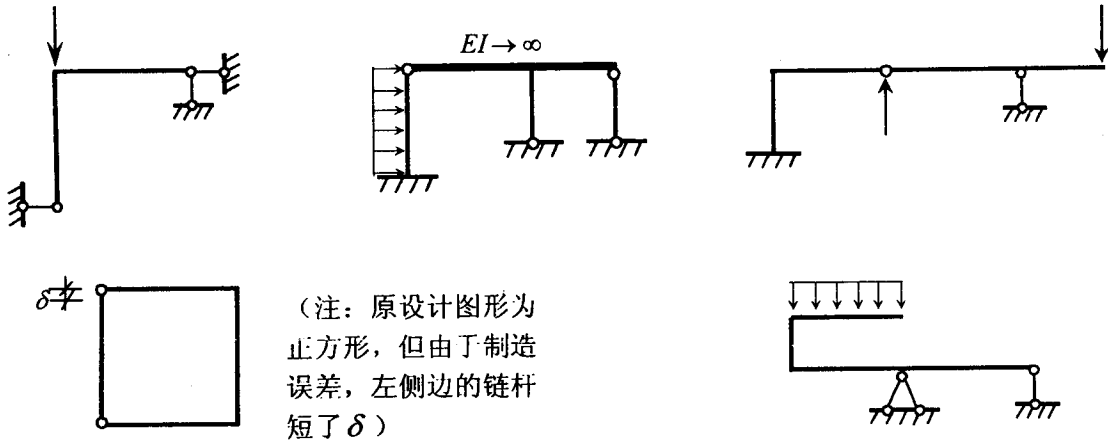 EI→∞
δ
（注：原设计图形为
正方形，但由于制造
误差，左侧边的链杆
短了δ）